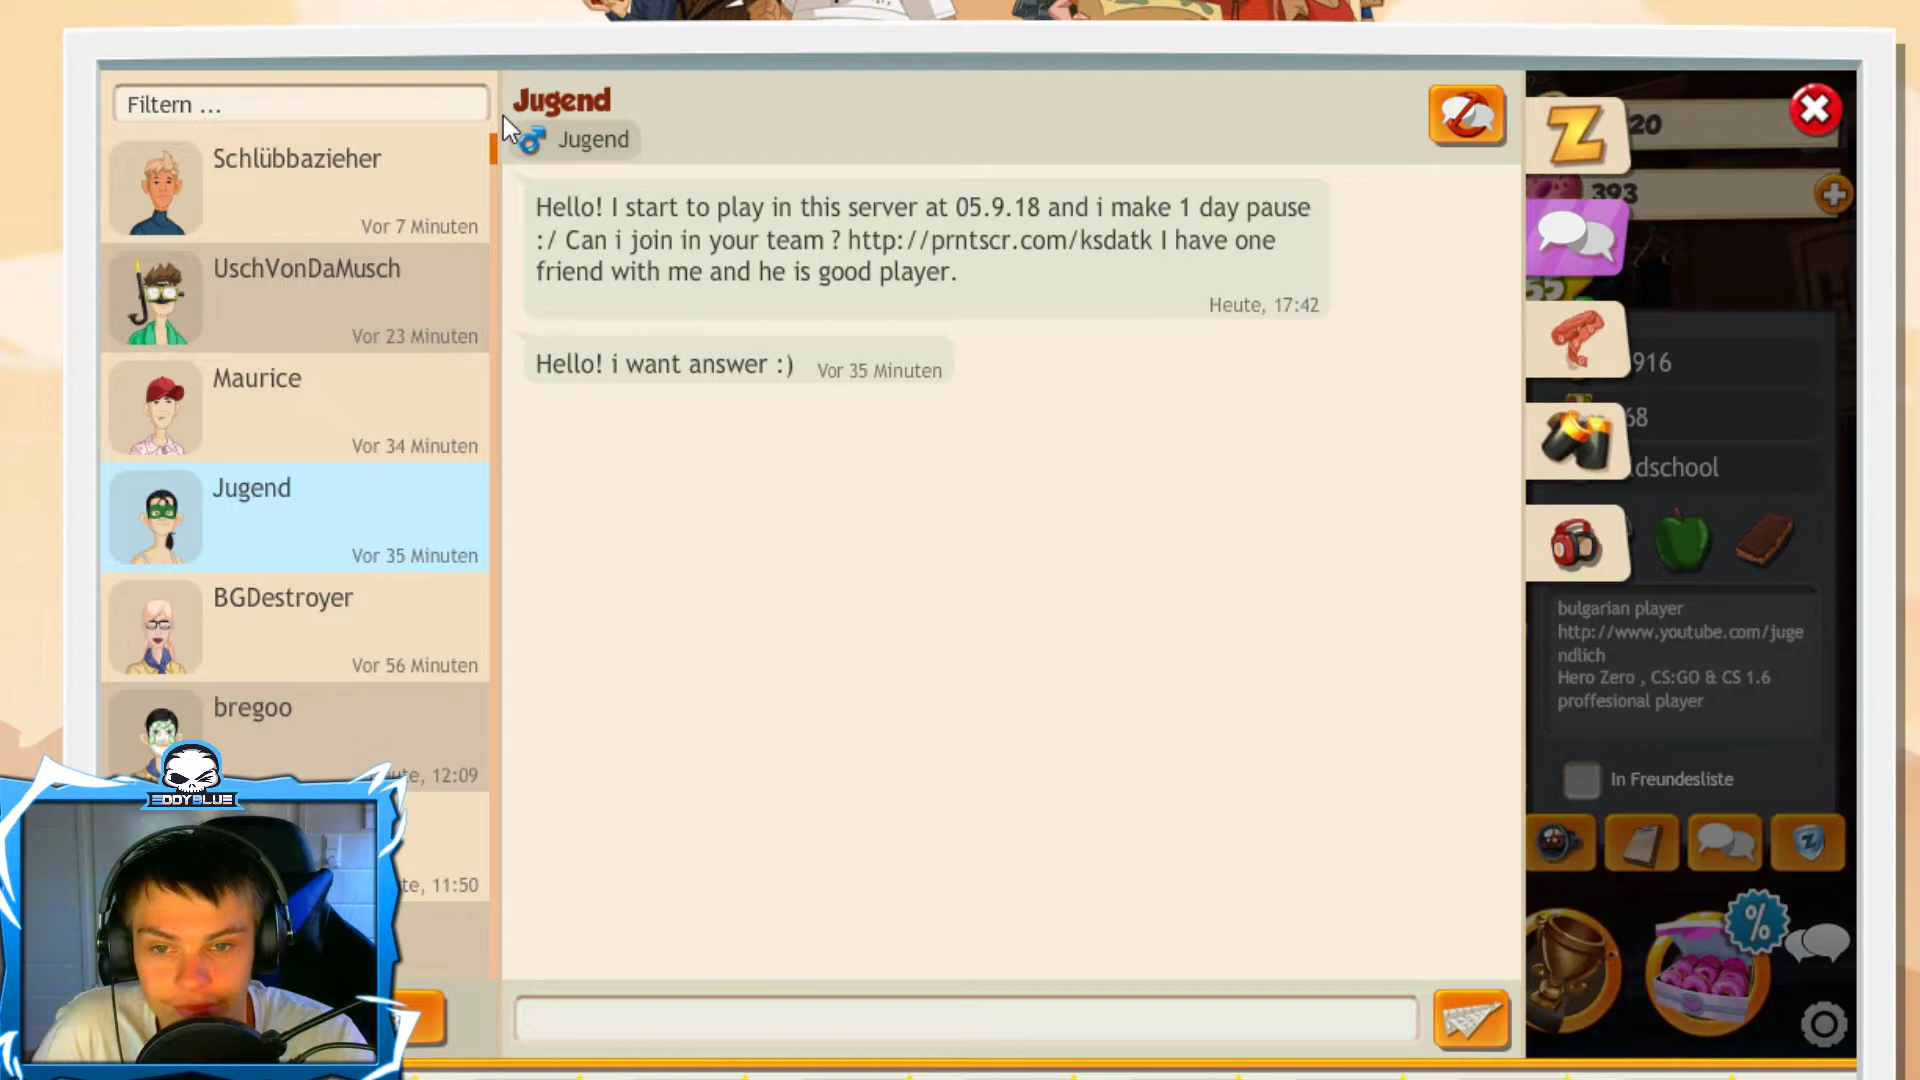 Filtern ...
Schlübbazieher
Vor 7 Minuten
UschVonDaMusch
Vor 23 Minuten
Maurice
Vor 34 Minuten
Jugend
Vor 35 Minuten
BGDestroyer
Vor 56 Minuten
bregoo
12:09
11:50
EDDYBLUE
Jugend
Jugend
Hello! I start to play in this server at 05.9.18 and i make 1 day pause
:/ Can i join in your team ? http://prntscr.com/ksdatk I have one
friend with me and he is good player.
Heute, 17:42
Hello! i want answer :)
Vor 35 Minuten
Z
20
393
55
916
68
ldschool
bulgarian player
http://www.youtube.com/juge
ndlich
Hero Zero , CS:GO & CS 1.6
proffesional player
In Freundesliste
Z
%